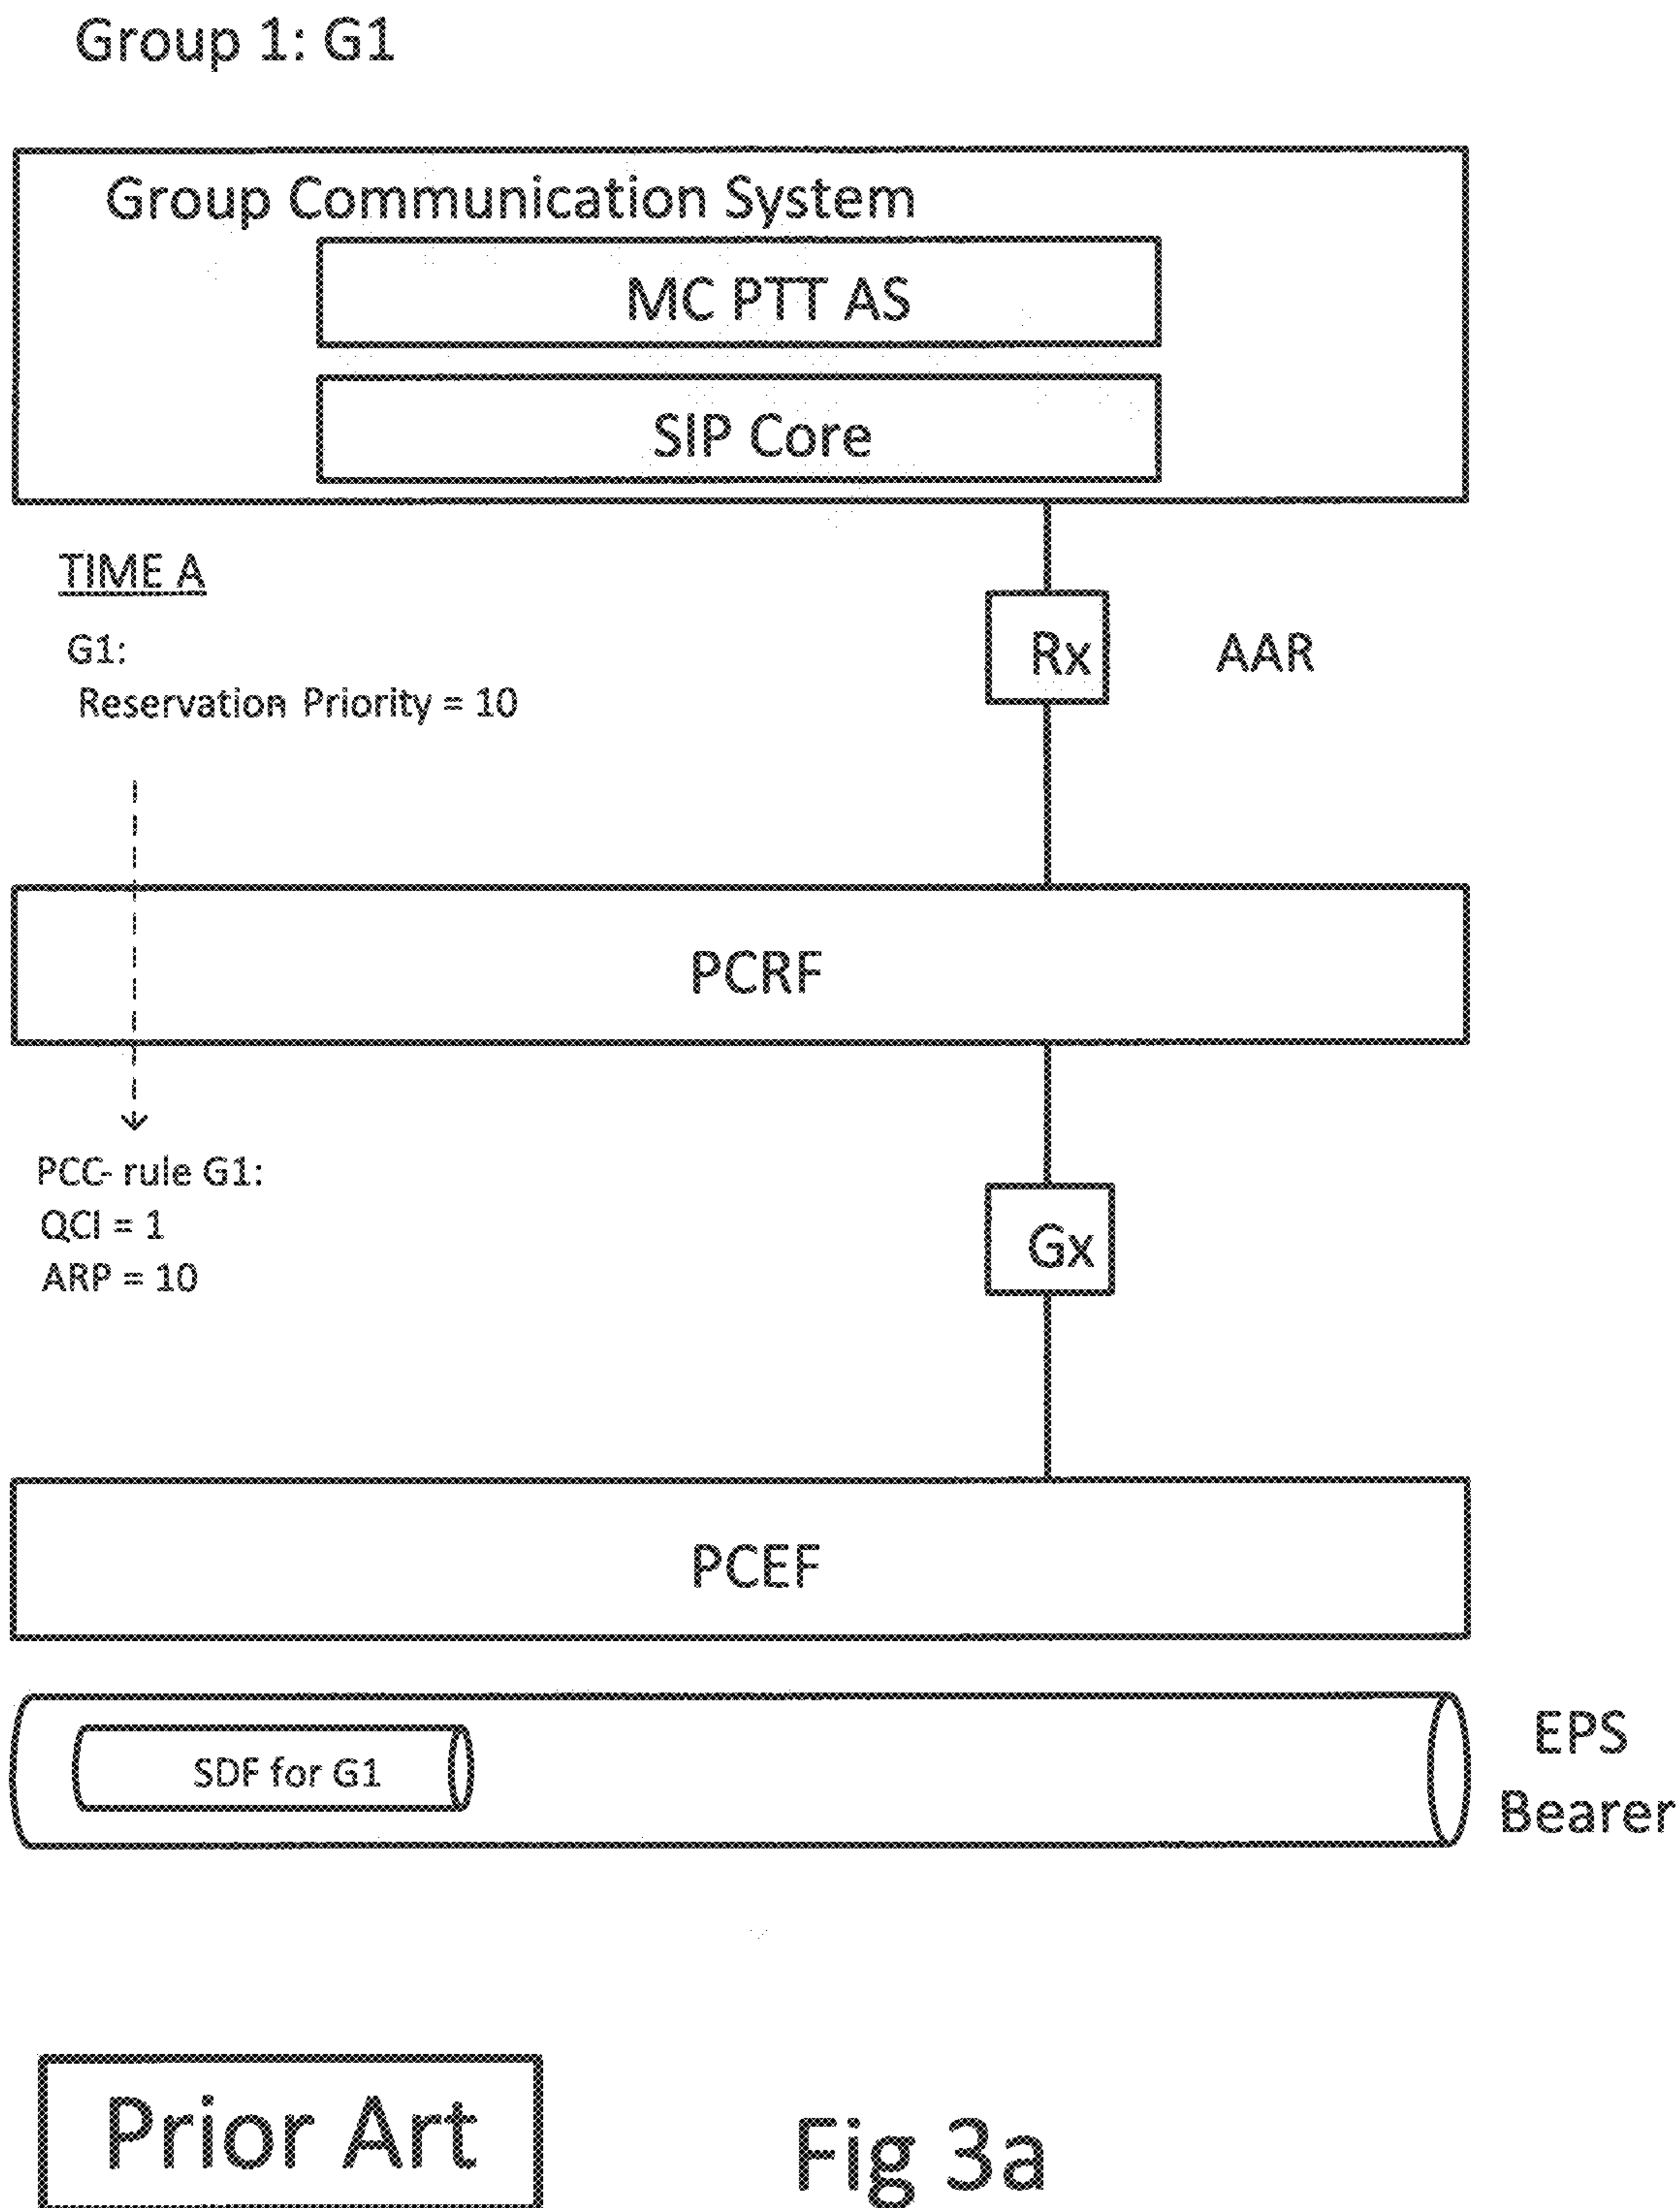 Group 1: G1
Group Communication System
MC PTT AS
SIP Core
TIME A
G1:
Reservation Priority = 10
Rx
AAR
PCRF
PCC- rule G1:
QCI = 1
ARP = 10
Gx
PCEF
SDF for G1
EPS
Bearer
Prior Art
Fig 3a